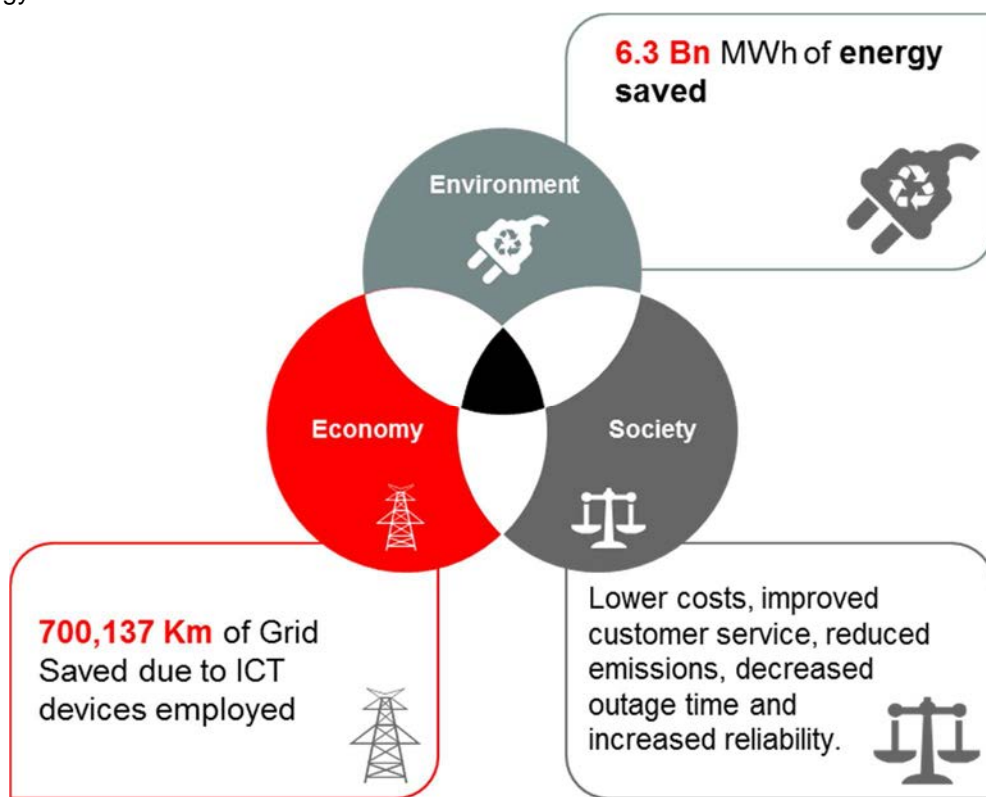 gy
6.3 Bn MWh of energy
saved
Environment
Economy
Society
700,137 Km of Grid
Saved due to ICT
devices employed
Lower costs, improved
customer service, reduced
emissions, decreased
outage time and
increased reliability.